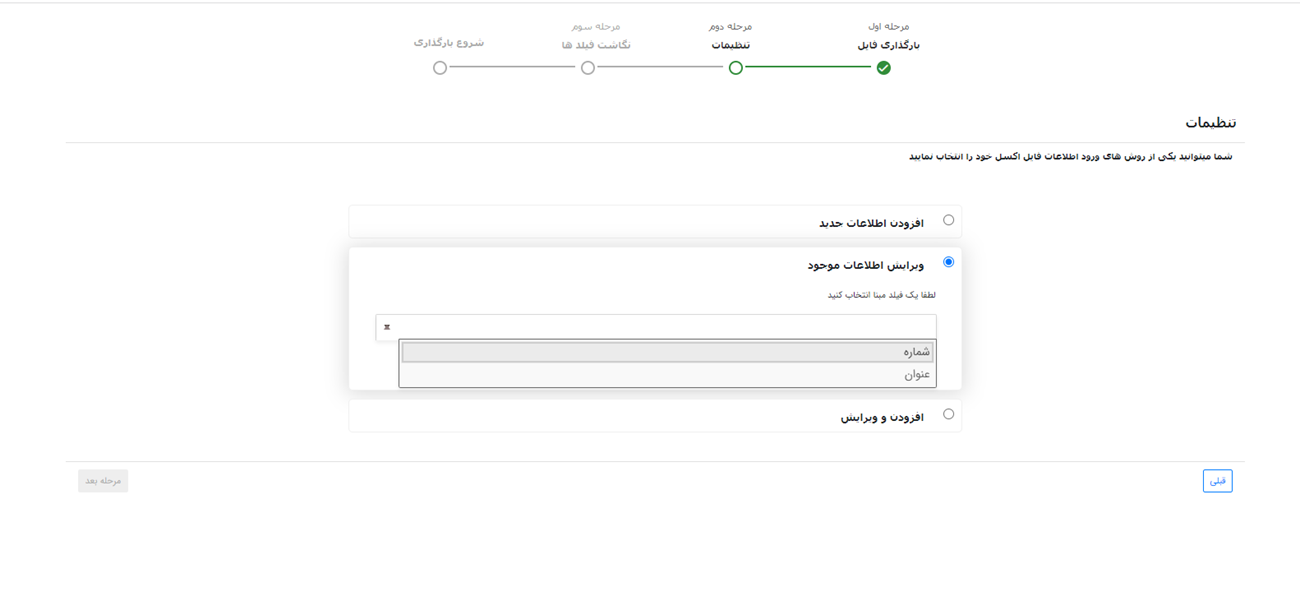 مرحله اول
بارگذاری فایل
مرحله دوم
تنظیمات
مرحله سوم
نگاشت فیلد ها
شروع بارگذاری
تنظیمات
شما میتوانید یکی از روش های ورود اطلاعات فایل اکسل خود را انتخاب نمایید
افزودن اطلاعات جدید
ویرایش اطلاعات موجود
لطفا یک فیلد مبنا انتخاب کنید
شماره
عنوان
افزودن و ویرایش
قبلی
مرحله بعد